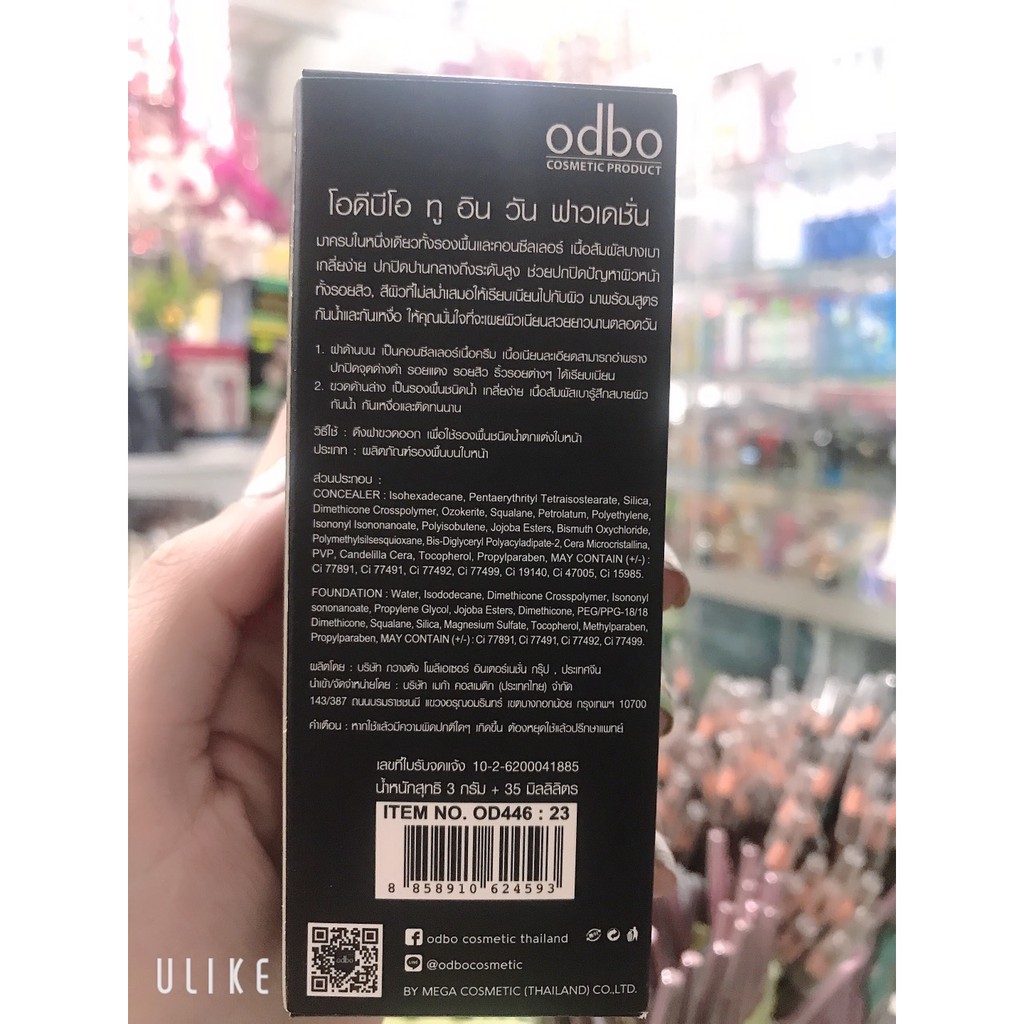 odbo
COSMETIC PRODUCT
โอดีบีโอ ทู อิน วัน ฟาวเดชั่น
มาครบในหนึ่งเดียวทั้งรองพื้นและคอนซีลเลอร์ เนื้อสัมผัสบางเบา
เกลี่ยง่าย ปกปิดปานกลางถึงระดับสูง ช่วยปกปิดปัญหาผิวหน้า
ทั้งรอยสิว, สีผิวที่ไม่สม่ำเสมอให้เรียบเนียนไปกับผิว มาพร้อมสูตร
กันน้ำและกันเหงื่อ ให้คุณมั่นใจที่จะเผยผิวเนียนสวยยาวนานตลอดวัน
1. ฝาด้านบน เป็นคอนซีลเลอร์เนื้อครีม เนื้อเนียนละเอียดสามารถอำพราง
ปกปิดจุดด่างดำ รอยแดง รอยสิว ริ้วรอยต่างๆ ได้เรียบเนียน
2. ขวดด้านล่าง เป็นรองพื้นชนิดน้ำ เกลี่ยง่าย เนื้อสัมผัสเบารู้สึกสบายผิว
กันน้ำ กันเหงื่อและติดทนนาน
วิธีใช้ : ดึงฝาขวดออก เพื่อใช้รองพื้นชนิดน้ำตกแต่งใบหน้า
ประเภท : ผลิตภัณฑ์รองพื้นบนใบหน้า
ส่วนประกอบ :
CONCEALER : Isohexadecane, Pentaerythrityl Tetraisostearate, Silica,
Dimethicone Crosspolymer, Ozokerite, Squalane, Petrolatum, Polyethylene,
Isononyl Isononanoate, Polyisobutene, Jojoba Esters, Bismuth Oxychloride,
Polymethylsilsesquioxane, Bis-Diglyceryl Polyacyladipate-2, Cera Microcristallina,
PVP, Candelilla Cera, Tocopherol, Propylparaben, MAY CONTAIN (+/-) :
Ci 77891, Ci 77491, Ci 77492, Ci 77499, Ci 19140, Ci 47005, Ci 15985.
FOUNDATION : Water, Isododecane, Dimethicone Crosspolymer, Isononyl
sononanoate, Propylene Glycol, Jojoba Esters, Dimethicone, PEG/PPG-18/18
Dimethicone, Squalane, Silica, Magnesium Sulfate, Tocopherol, Methylparaben,
Propylparaben, MAY CONTAIN (+/-) : Ci 77891, Ci 77491, Ci 77492, Ci 77499.
ผลิตโดย : บริษัท กวางตัง โพลีเอเซอร์ อินเตอร์เนชั่น กรุ๊ป , ประเทศจีน
นำเข้า/จัดจำหน่ายโดย : บริษัท เมก้า คอสเมติก (ประเทศไทย) จำกัด
143/387 ถนนบรมราชชนนี แขวงอรุณอมรินทร์ เขตบางกอกน้อย กรุงเทพฯ 10700
คำเตือน : หากใช้แล้วมีความผิดปกติใดๆ เกิดขึ้น ต้องหยุดใช้แล้วปรึกษาแพทย์
เลขที่ใบรับจดแจ้ง 10-2-6200041885
น้ำหนักสุทธิ 3 กรัม + 35 มิลลิลิตร
ITEM NO. OD446 : 23
8 858910 624593
odbo
odbo cosmetic thailand
@odbocosmetic
BY MEGA COSMETIC (THAILAND) CO.,LTD.
ULIKE